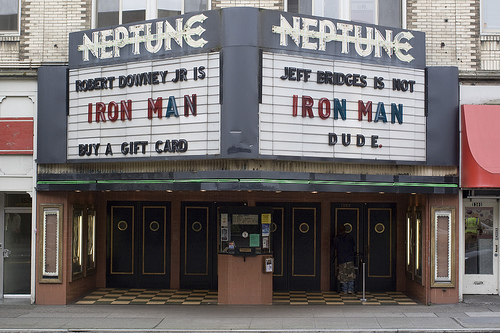 NEPTUNE
ROBERT DOWNEY JR IS
IRON MAN
BUY A GIFT CARD
NEPTUNE
JEFF BRIDGES IS NOT
IRON MAN
DUDE.